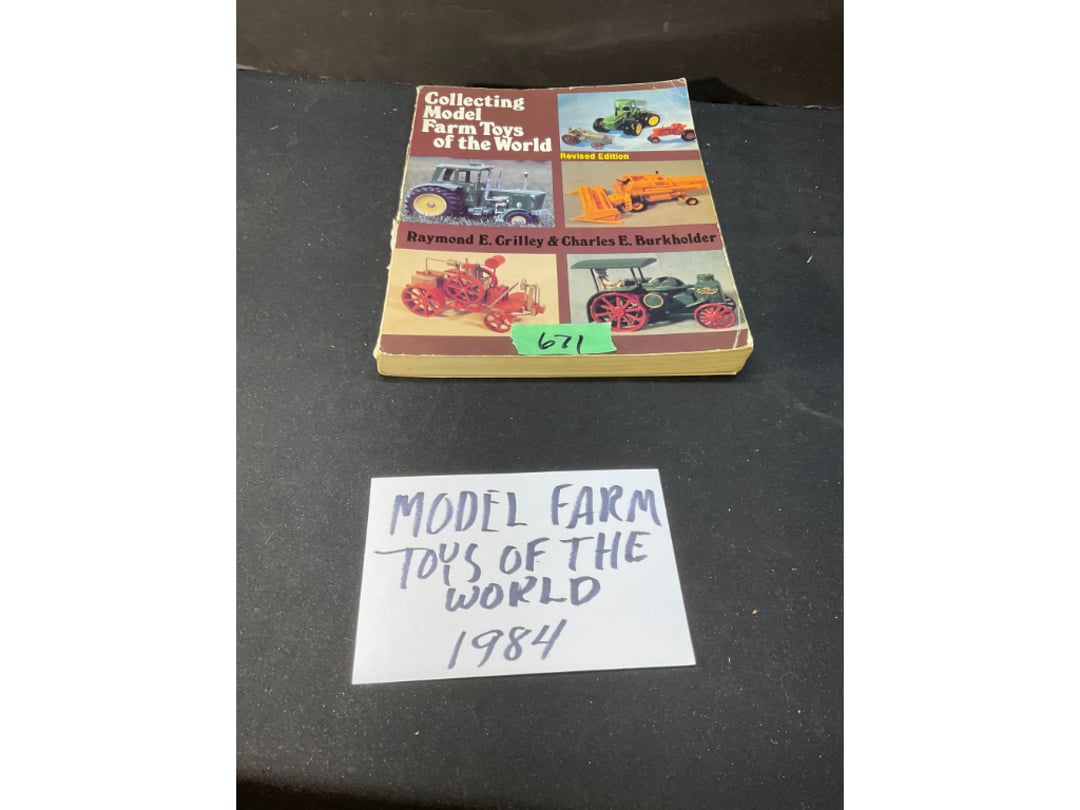 Collecting
Model
Farm Toys
of the World
Revised Edition
Raymond E. Crilley & Charles E. Burkholder
671
MODEL FARM
TOYS OF THE
WORLD
1984